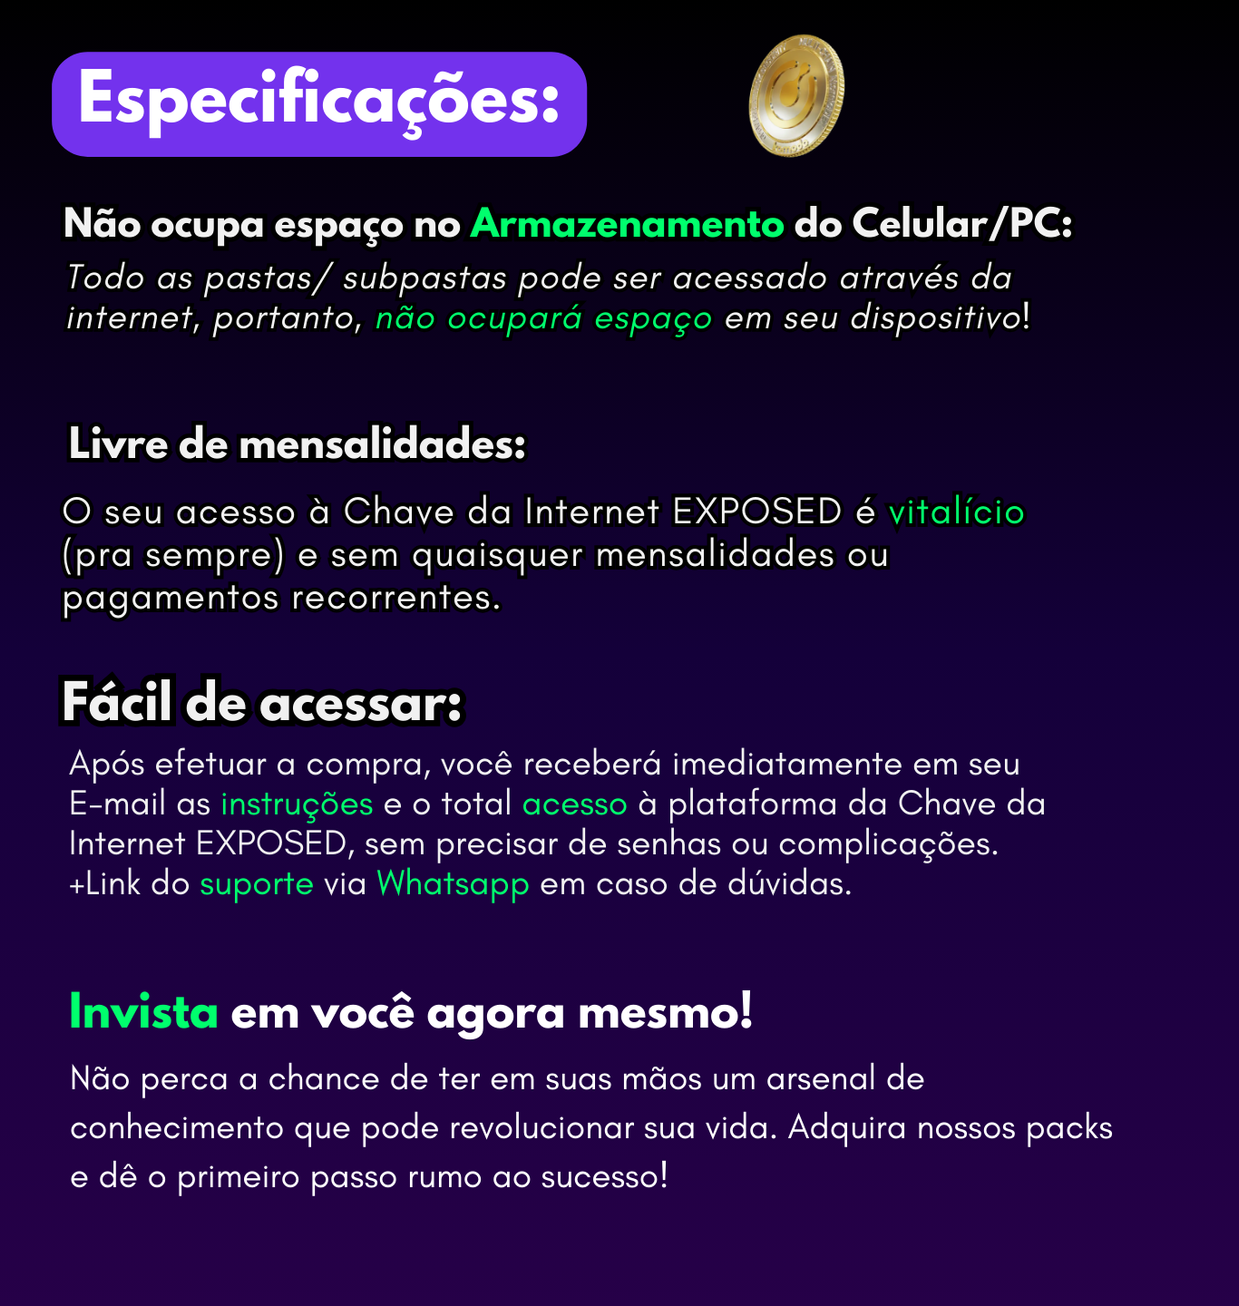 Especificações:
Não ocupa espaço no Armazenamento do Celular/PC:
Todo as pastas/ subpastas pode ser acessado através da
internet, portanto, não ocupará espaço em seu dispositivo!
Livre de mensalidades:
O seu acesso à Chave da Internet EXPOSED é vitalício
(pra sempre) e sem quaisquer mensalidades ou
pagamentos recorrentes.
Fácil de acessar:
Após efetuar a compra, você receberá imediatamente em seu
E-mail as instruções e o total acesso à plataforma da Chave da
Internet EXPOSED, sem precisar de senhas ou complicações.
+Link do suporte via Whatsapp em caso de dúvidas.
Invista em você agora mesmo!
Não perca a chance de ter em suas mãos um arsenal de
conhecimento que pode revolucionar sua vida. Adquira nossos packs
e dê o primeiro passo rumo ao sucesso!